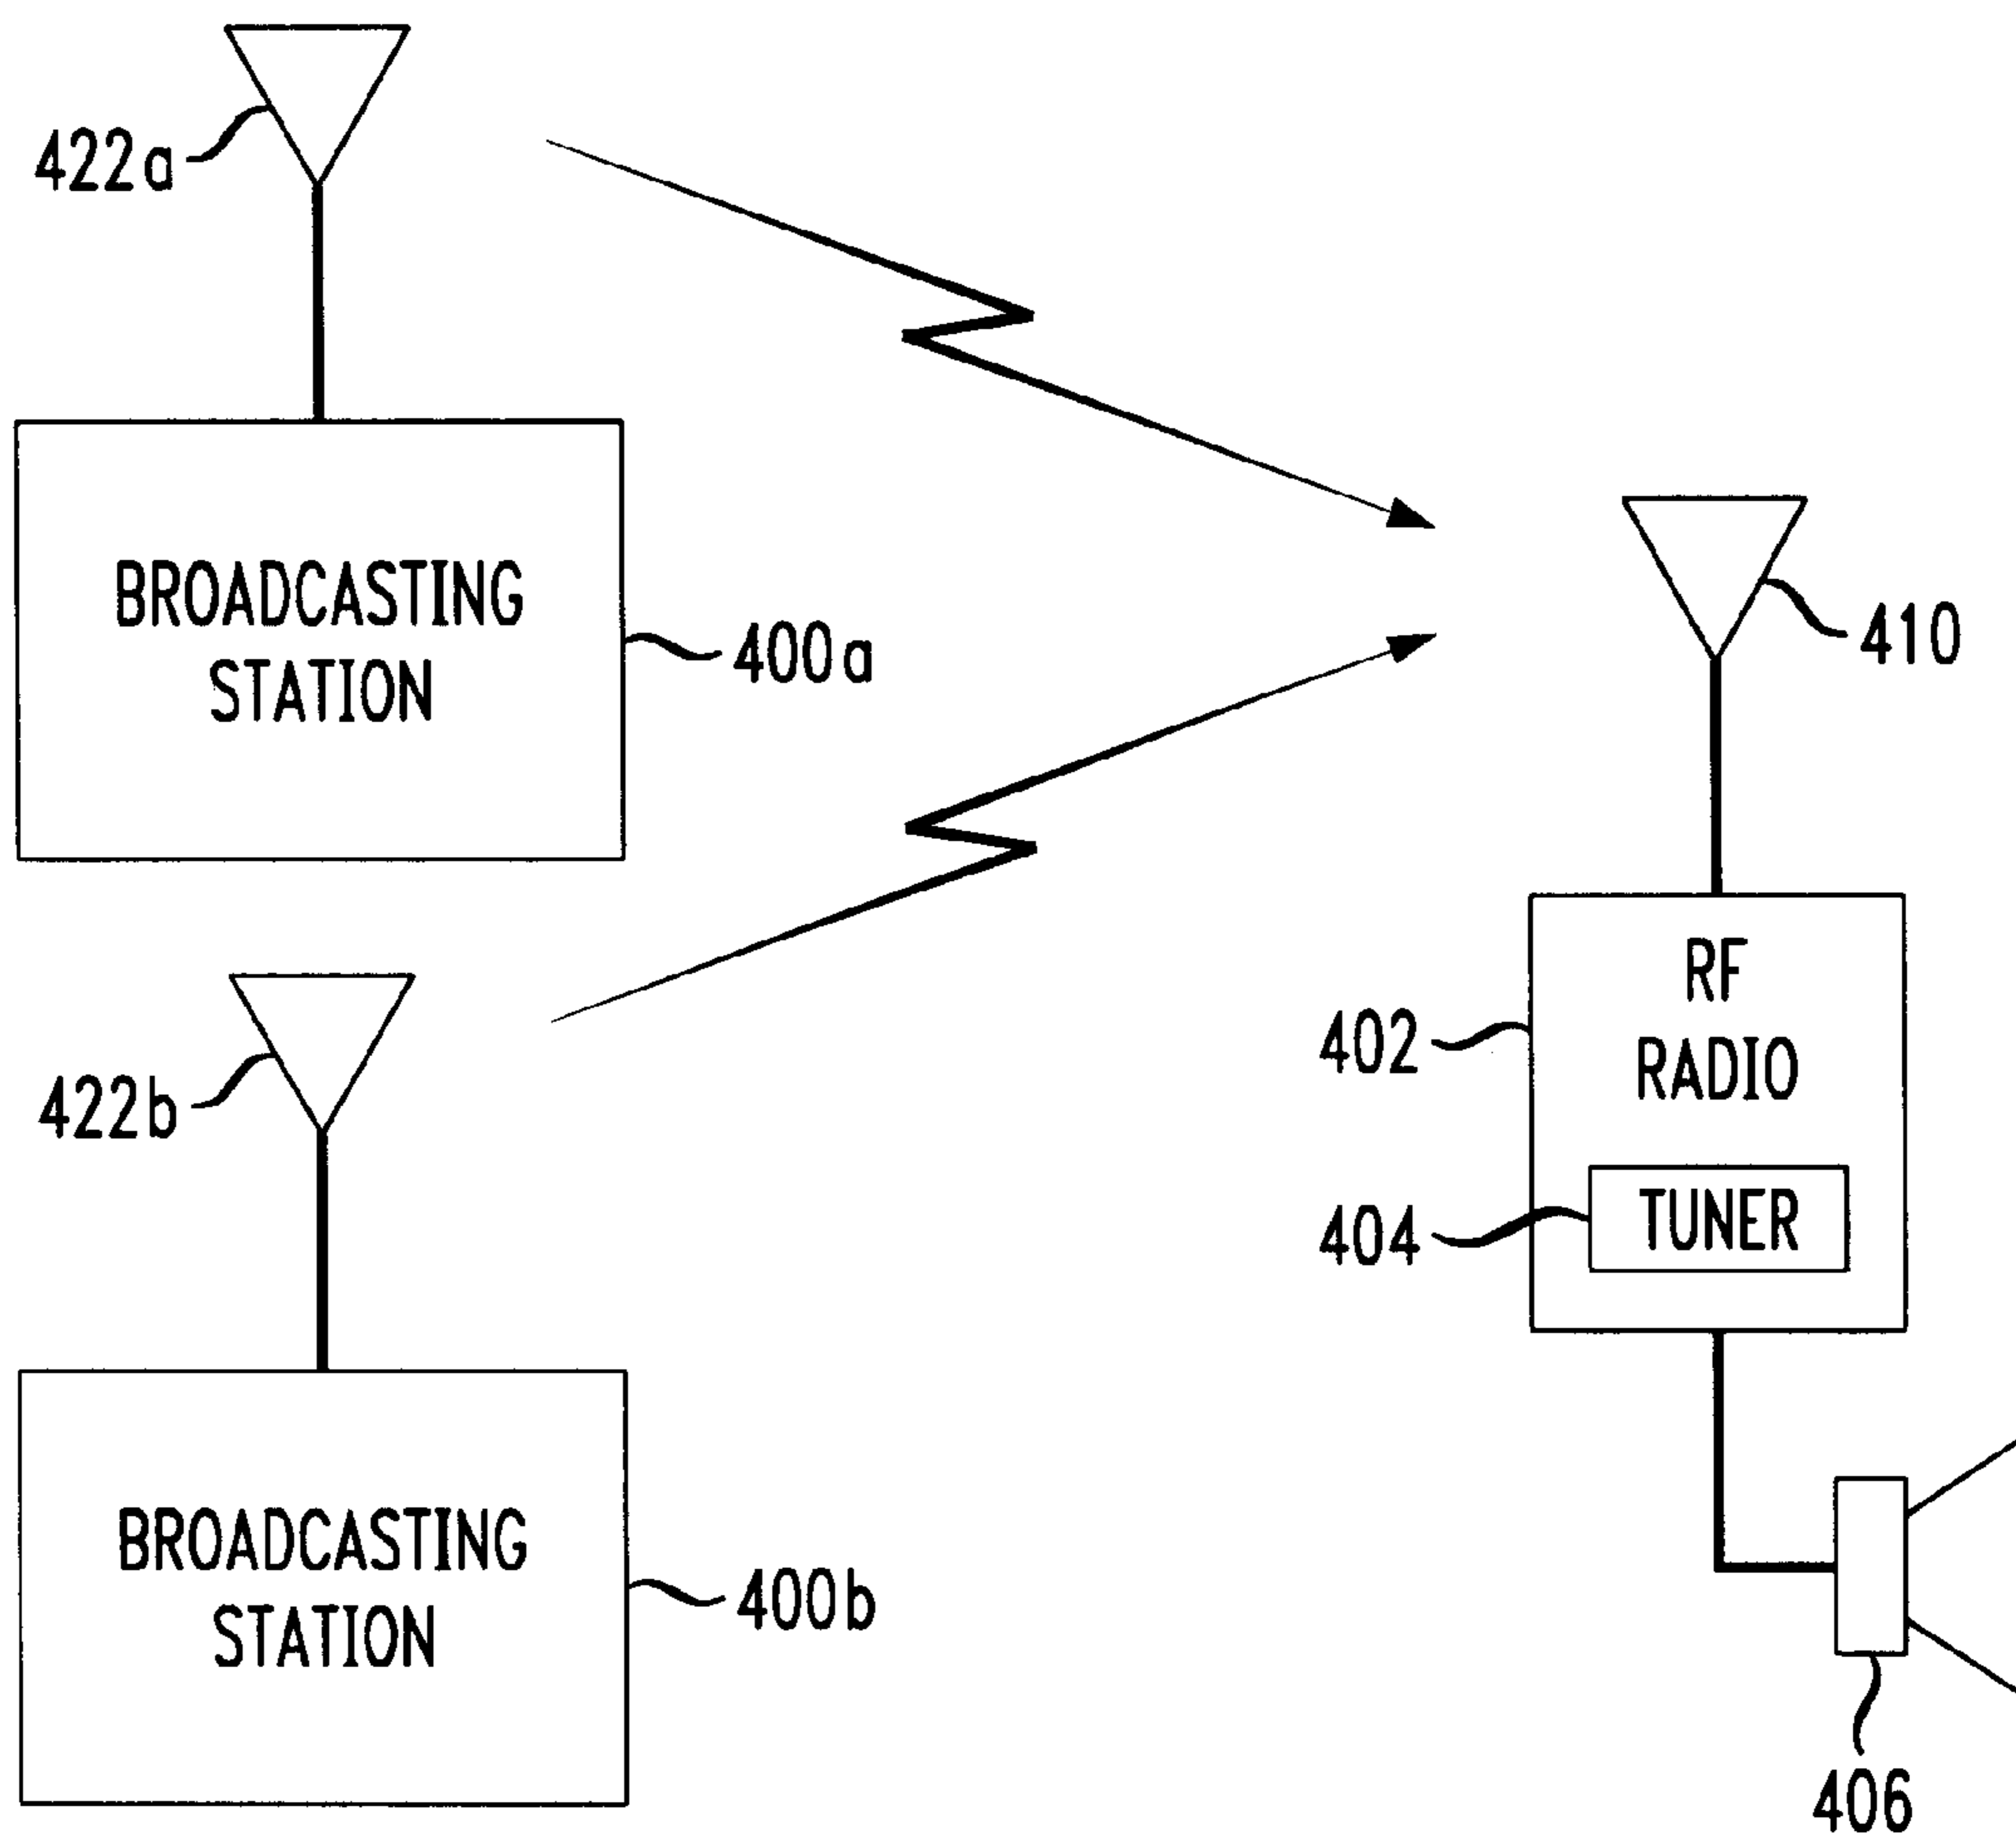 422a
BROADCASTING
STATION
400a
410
422b
402
RF
RADIO
404
TUNER
BROADCASTING
STATION
400b
406